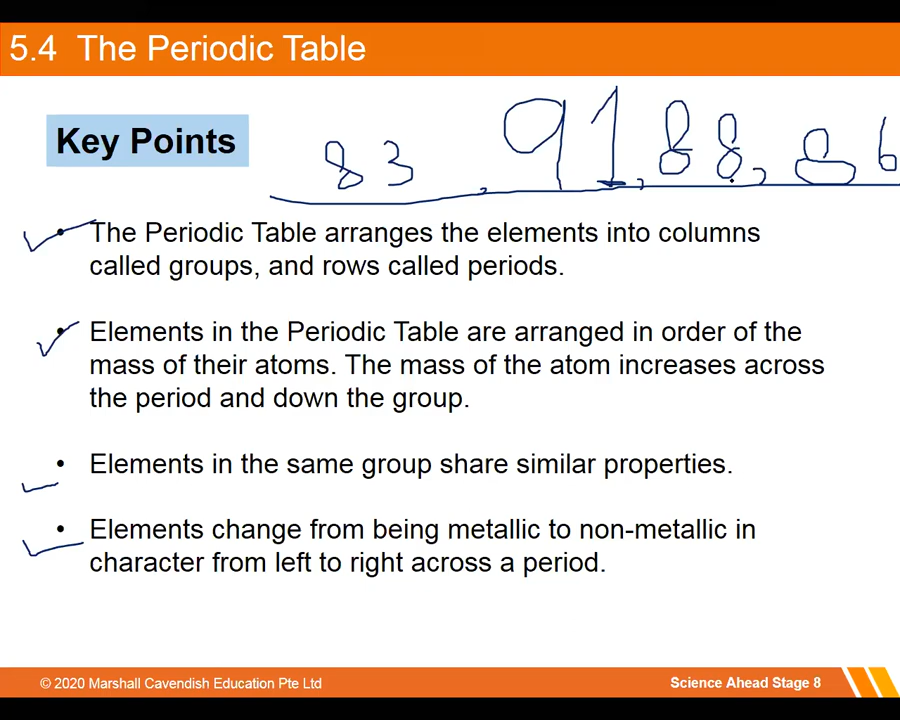 5.4 The Periodic Table
Key Points
83, 91, 88, 86
• The Periodic Table arranges the elements into columns
called groups, and rows called periods.
• Elements in the Periodic Table are arranged in order of the
mass of their atoms. The mass of the atom increases across
the period and down the group.
• Elements in the same group share similar properties.
• Elements change from being metallic to non-metallic in
character from left to right across a period.
© 2020 Marshall Cavendish Education Pte Ltd
Science Ahead Stage 8